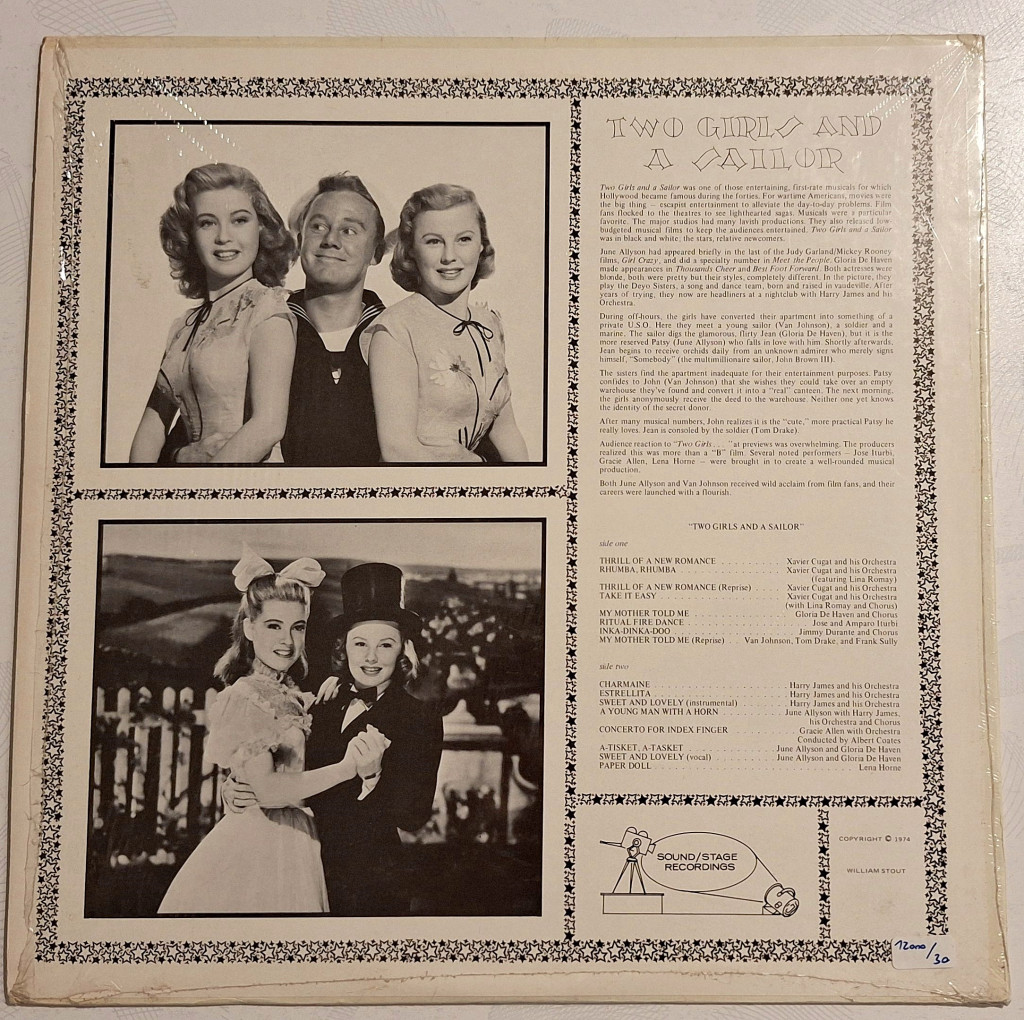 TWO GIRLS AND
A SAILOR
Two Girls and a Sailor was one of those entertaining, first-rate musicals for which
Hollywood became famous during the forties. For wartime Americans, movies were
the big thing — escapist entertainment to alleviate the day-to-day problems. Film
fans flocked to the theatres to see lighthearted sagas. Musicals were a particular
favorite. The major studios had many lavish productions. They also released low-
budgeted musical films to keep the audiences entertained. Two Girls and a Sailor
was in black and white, the stars, relative newcomers.
June Allyson had appeared briefly in the last of the Judy Garland/Mickey Rooney
films, Girl Crazy, and did a specialty number in Meet the People. Gloria De Haven
made appearances in Thousands Cheer and Best Foot Forward. Both actresses were
blonde, both were pretty but their styles, completely different. In the picture, they
play the Deyo Sisters, a song and dance team, born and raised in vaudeville. After
years of trying, they now are headliners at a nightclub with Harry James and his
Orchestra.
During off-hours, the girls have converted their apartment into something of a
private U.S.O. Here they meet a young sailor (Van Johnson), a soldier and a
marine. The sailor digs the glamorous, flirty Jean (Gloria De Haven), but it is the
more reserved Patsy (June Allyson) who falls in love with him. Shortly afterwards,
Jean begins to receive orchids daily from an unknown admirer who merely signs
himself, "Somebody" (the multimillionaire sailor, John Brown III).
The sisters find the apartment inadequate for their entertainment purposes. Patsy
confides to John (Van Johnson) that she wishes they could take over an empty
warehouse they've found and convert it into a "real" canteen. The next morning,
the girls anonymously receive the deed to the warehouse. Neither one yet knows
the identity of the secret donor.
After many musical numbers, John realizes it is the "cute," more practical Patsy he
really loves. Jean is consoled by the soldier (Tom Drake).
Audience reaction to "Two Girls . . . "at previews was overwhelming. The producers
realized this was more than a "B" film. Several noted performers — Jose Iturbi,
Gracie Allen, Lena Horne — were brought in to create a well-rounded musical
production.
Both June Allyson and Van Johnson received wild acclaim from film fans, and their
careers were launched with a flourish.
"TWO GIRLS AND A SAILOR"
side one
THRILL OF A NEW ROMANCE . . . . . . . . . . Xavier Cugat and his Orchestra
RHUMBA, RHUMBA . . . . . . . . . . Xavier Cugat and his Orchestra
(featuring Lina Romay)
THRILL OF A NEW ROMANCE (Reprise) . . . . Xavier Cugat and his Orchestra
TAKE IT EASY . . . . . . . . . . Xavier Cugat and his Orchestra
(with Lina Romay and Chorus)
MY MOTHER TOLD ME . . . . . . . . . . Gloria De Haven and Chorus
RITUAL FIRE DANCE . . . . . . . . . . Jose and Amparo Iturbi
INKA-DINKA-DOO . . . . . . . . . . Jimmy Durante and Chorus
MY MOTHER TOLD ME (Reprise) . . Van Johnson, Tom Drake, and Frank Sully
side two
CHARMAINE . . . . . . . . . . Harry James and his Orchestra
ESTRELLITA . . . . . . . . . . Harry James and his Orchestra
SWEET AND LOVELY (instrumental) . . . . . . Harry James and his Orchestra
A YOUNG MAN WITH A HORN . . . . . . June Allyson with Harry James,
his Orchestra and Chorus
CONCERTO FOR INDEX FINGER . . . . . . Gracie Allen with Orchestra
Conducted by Albert Coates
A-TISKET, A-TASKET . . . . . . . . . . June Allyson and Gloria De Haven
SWEET AND LOVELY (vocal) . . . . . . June Allyson and Gloria De Haven
PAPER DOLL . . . . . . . . . . Lena Horne
SOUND/STAGE
RECORDINGS
COPYRIGHT © 1974
WILLIAM STOUT
12000/30